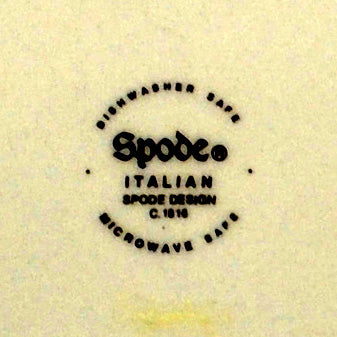 DISHWASHER SAFE
Spode®
ITALIAN
SPODE DESIGN
C.1816
MICROWAVE SAFE